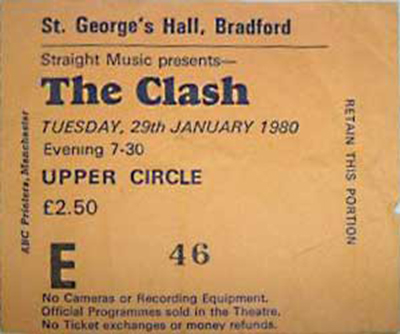 St. George's Hall, Bradford
Straight Music presents—
The Clash
TUESDAY, 29th JANUARY 1980
Evening 7-30
UPPER CIRCLE
£2.50
E 46
No Cameras or Recording Equipment.
Official Programmes sold in the Theatre.
No Ticket exchanges or money refunds.
ABC Printers, Manchester
RETAIN THIS PORTION